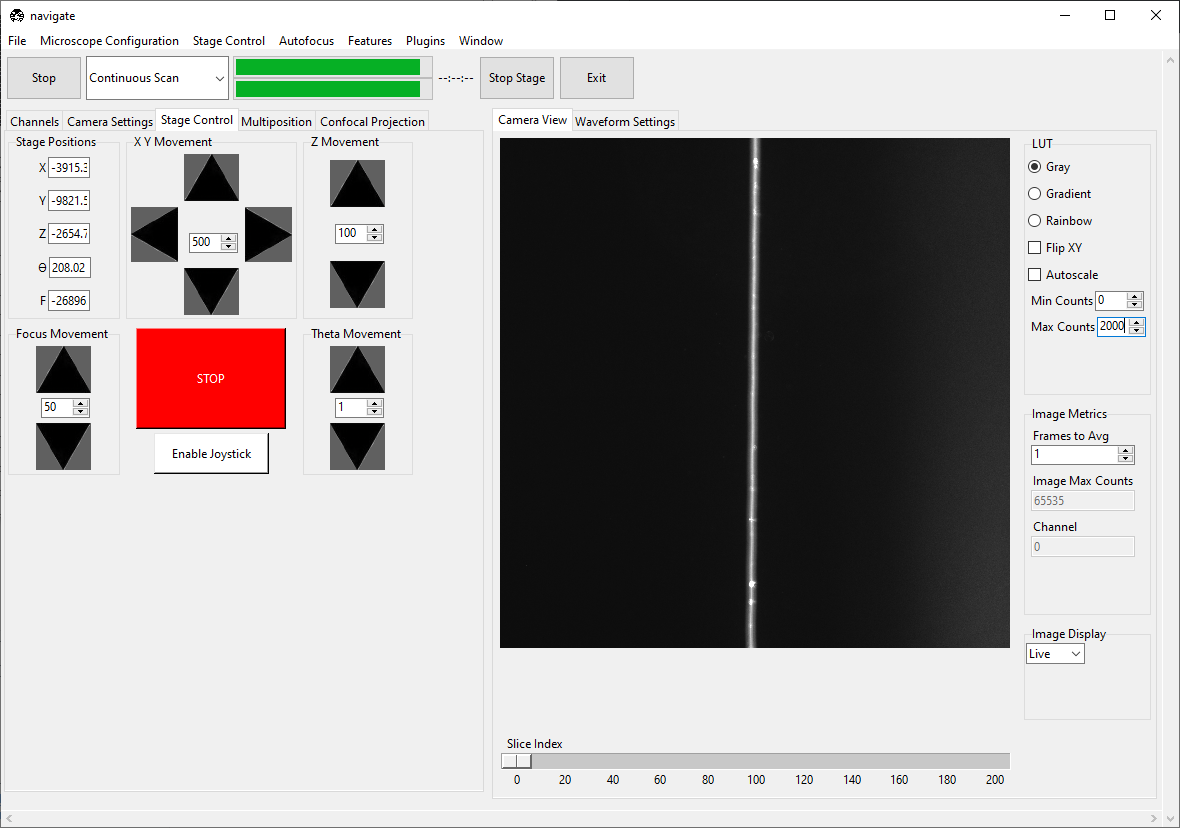 navigate
File Microscope Configuration Stage Control Autofocus Features Plugins Window
Stop Continuous Scan --:--:-- Stop Stage Exit
Channels Camera Settings Stage Control Multiposition Confocal Projection
Stage Positions X Y Movement Z Movement
X -3915.3
Y -9821.5
Z -2654.7
Θ 208.02
F -26896
500
100
Focus Movement Theta Movement
50
STOP
1
Enable Joystick
Camera View Waveform Settings
LUT
Gray
Gradient
Rainbow
Flip XY
Autoscale
Min Counts 0
Max Counts 2000
Image Metrics
Frames to Avg
1
Image Max Counts
65535
Channel
0
Image Display
Live
Slice Index
0 20 40 60 80 100 120 140 160 180 200